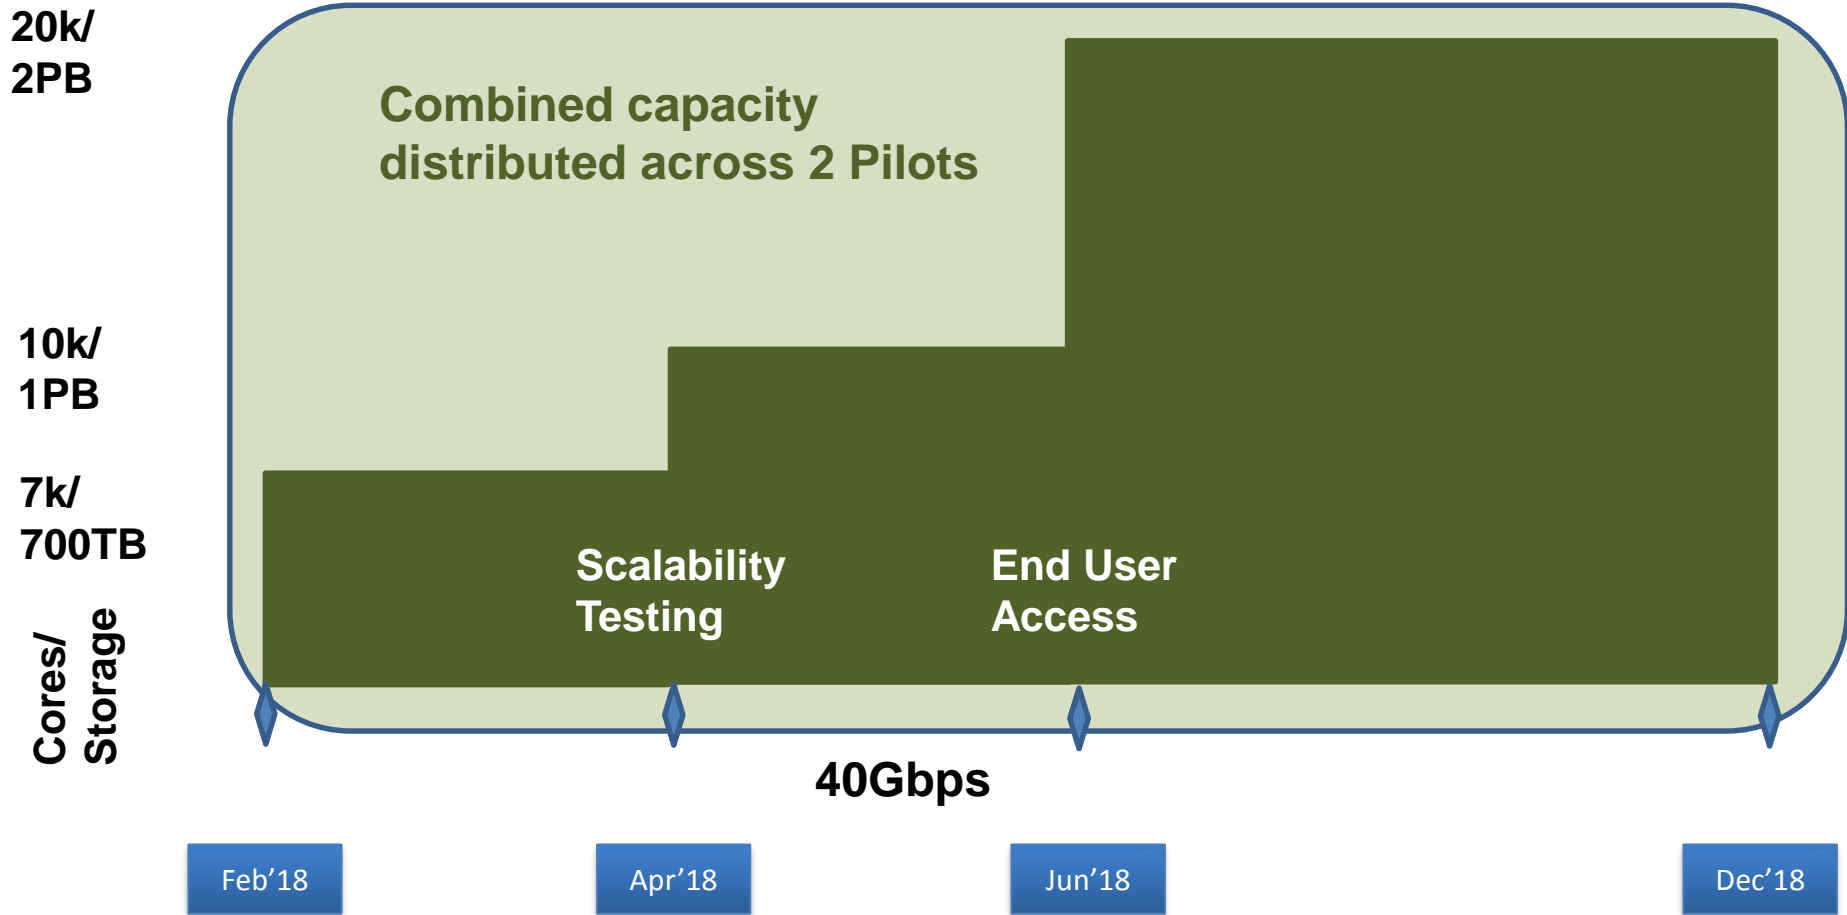 20k/
2PB
Combined capacity
distributed across 2 Pilots
10k/
1PB
7k/
700TB
Scalability
Testing
End User
Access
Cores/
Storage
40Gbps
Feb’18
Apr’18
Jun’18
Dec’18